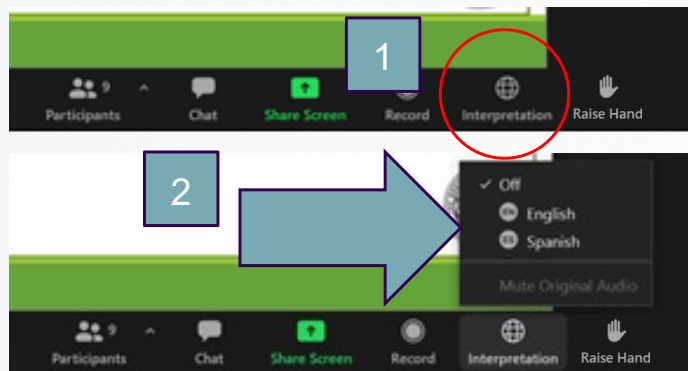 1
Participants 9 Chat Share Screen Record Interpretation Raise Hand
2
Off
EN English
ES Spanish
Mute Original Audio
Participants 9 Chat Share Screen Record Interpretation Raise Hand